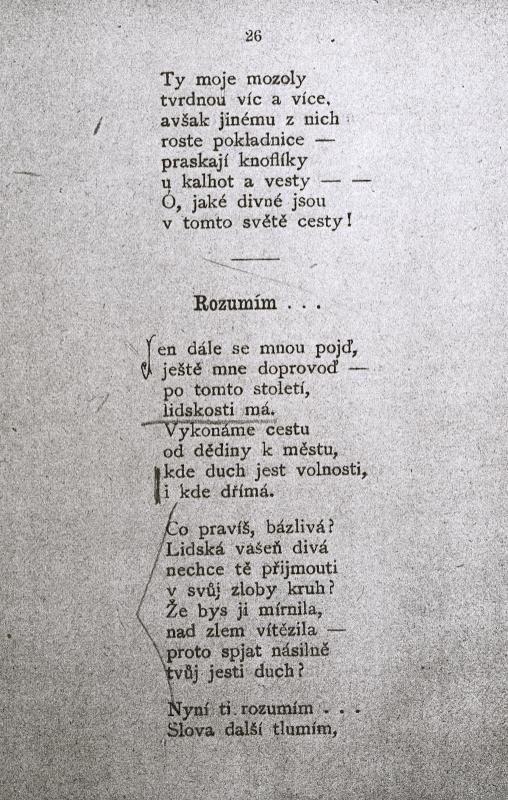 26
Ty moje mozoly
tvrdnou víc a více,
avšak jinému z nich
roste pokladnice —
praskají knoflíky
u kalhot a vesty — —
Ó, jaké divné jsou
v tomto světě cesty!
Rozumím . . .
Jen dále se mnou pojď,
ještě mne doprovoď —
po tomto století,
lidskosti má.
Vykonáme cestu
od dědiny k městu,
kde duch jest volnosti,
i kde dřímá.
Co pravíš, bázlivá?
Lidská vášeň divá
nechce tě přijmouti
v svůj zloby kruh?
Že bys ji mírnila,
nad zlem vítězila —
proto spjat násilně
tvůj jesti duch?
Nyní ti rozumím . . .
Slova další tlumím,